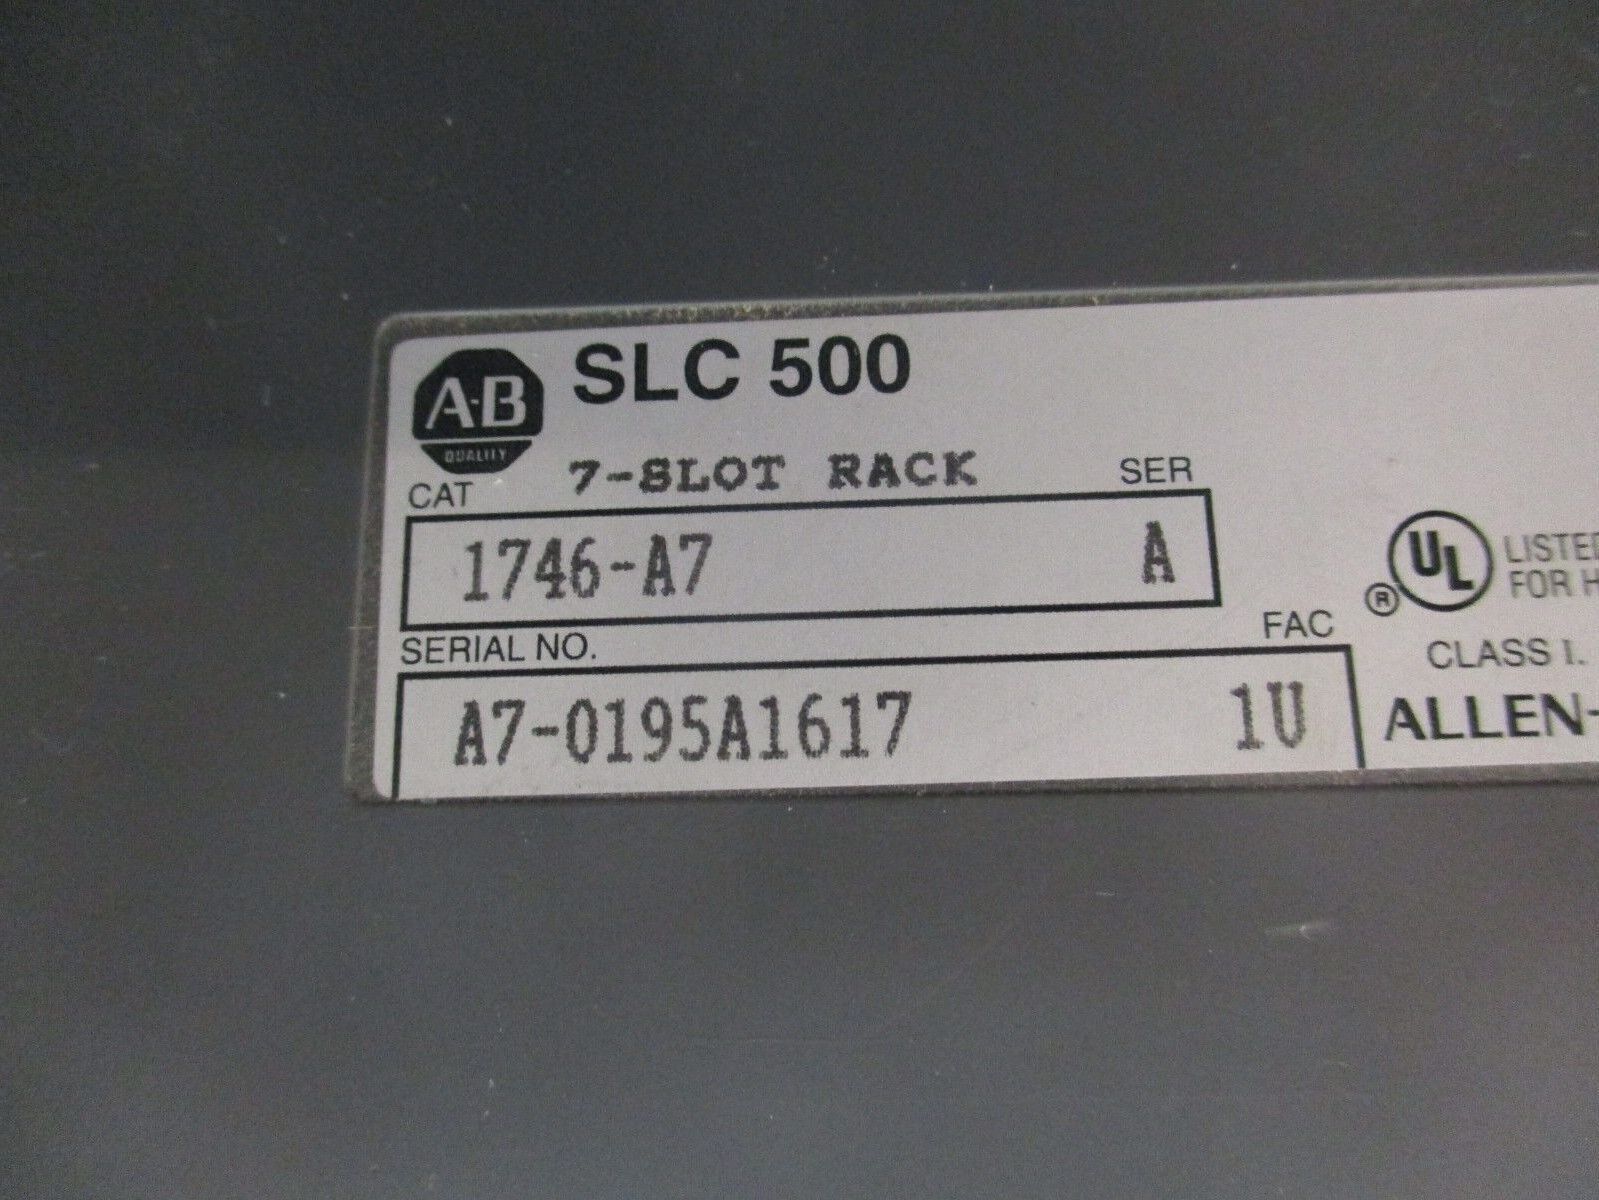 A-B
QUALITY
SLC 500
7-SLOT RACK
CAT
SER
1746-A7
A
SERIAL NO.
FAC
A7-0195A1617
1U
UL
®
LISTED
FOR H
CLASS I.
ALLEN-